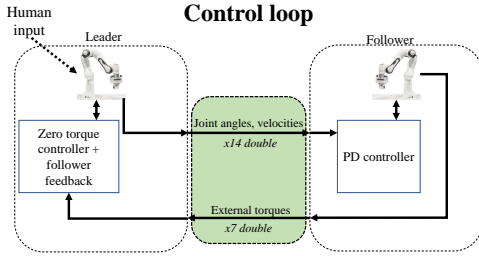 Control loop
Human
input
Leader
Follower
Zero torque
controller +
follower
feedback
Joint angles, velocities
x14 double
PD controller
External torques
x7 double